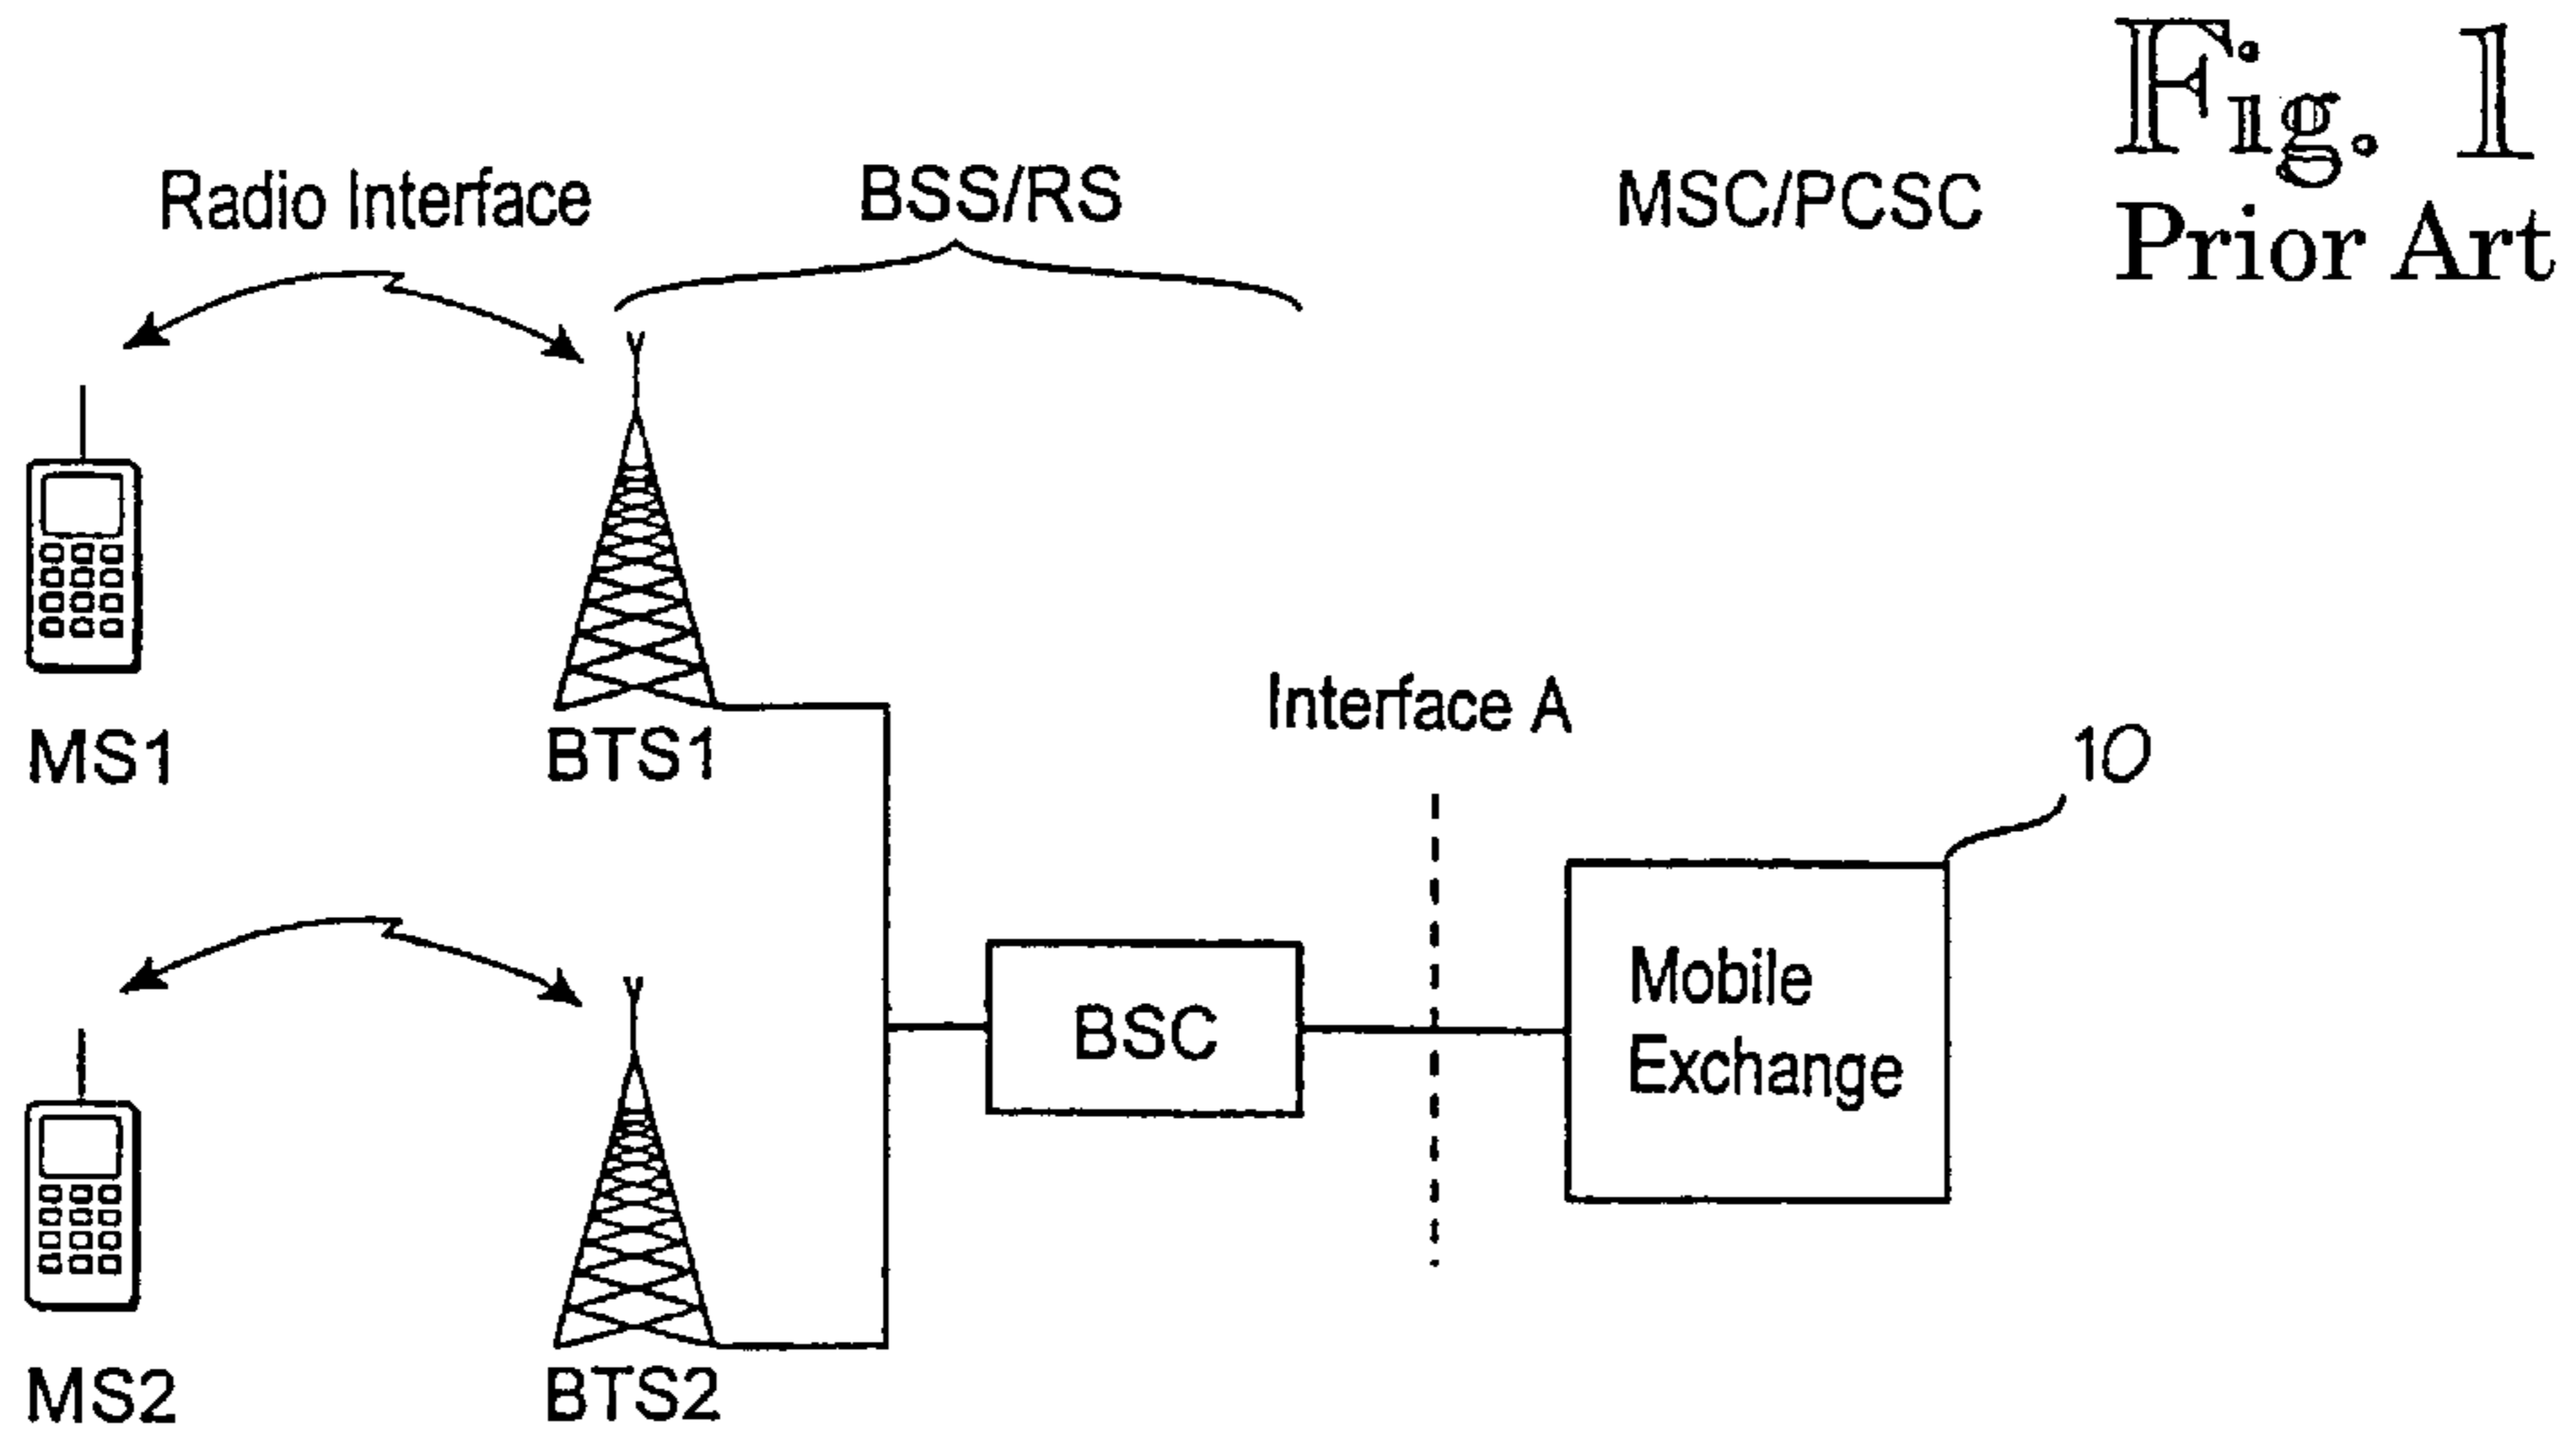 Fig. 1
Prior Art
Radio Interface
BSS/RS
MSC/PCSC
MS1
BTS1
Interface A
10
BSC
Mobile
Exchange
MS2
BTS2